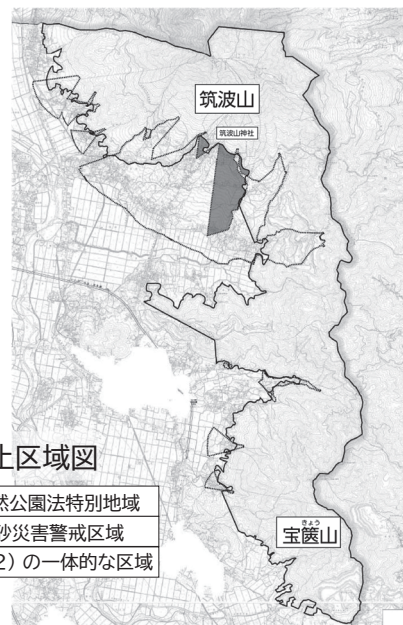 筑波山
筑波山神社
止区域図
然公園法特別地域
砂災害警戒区域
2）の一体的な区域
きょう
宝篋山